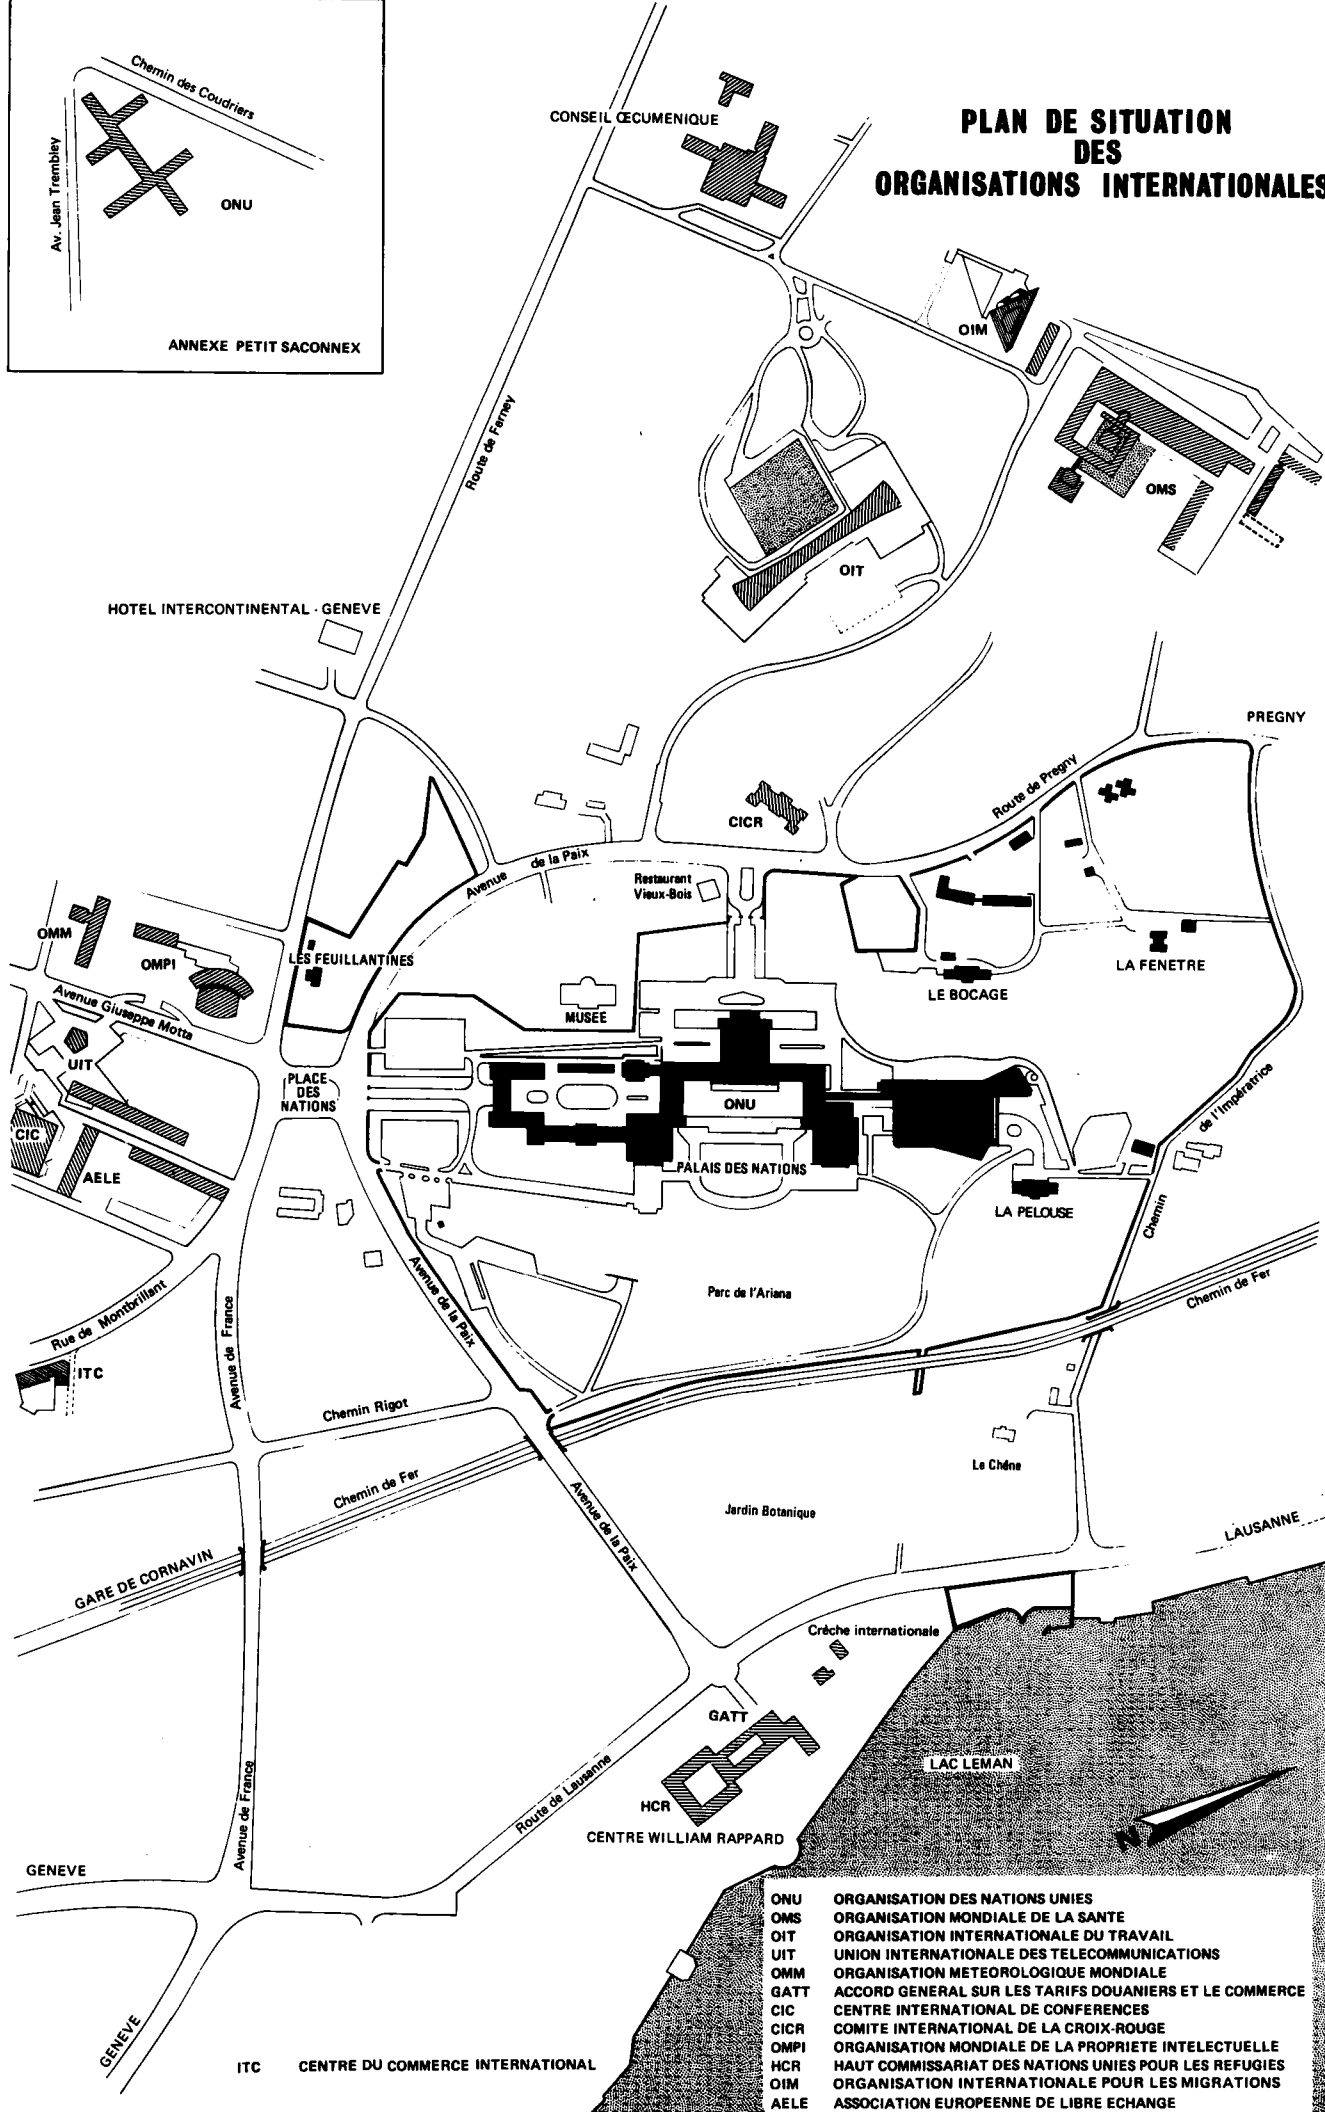 PLAN DE SITUATION
DES
ORGANISATIONS INTERNATIONALES
Chemin des Coudriers
Av. Jean Trembley
ONU
ANNEXE PETIT SACONNEX
CONSEIL ŒCUMENIQUE
OIM
OMS
Route de Ferney
OIT
HOTEL INTERCONTINENTAL - GENEVE
PREGNY
Route de Pregny
CICR
Avenue de la Paix
Restaurant
Vieux-Bois
OMM
OMPI
LES FEUILLANTINES
LA FENETRE
LE BOCAGE
Avenue Giuseppe Motta
MUSEE
UIT
PLACE
DES
NATIONS
ONU
de l'Impératrice
CIC
AELE
PALAIS DES NATIONS
LA PELOUSE
Chemin
Avenue de la Paix
Parc de l'Ariana
Chemin de Fer
Rue de Montbrillant
Avenue de France
ITC
Chemin Rigot
Le Chêne
Chemin de Fer
Avenue de la Paix
Jardin Botanique
LAUSANNE
GARE DE CORNAVIN
Crèche internationale
GATT
LAC LEMAN
Avenue de France
Route de Lausanne
HCR
CENTRE WILLIAM RAPPARD
N
GENEVE
GENEVE
ONU ORGANISATION DES NATIONS UNIES
OMS ORGANISATION MONDIALE DE LA SANTE
OIT ORGANISATION INTERNATIONALE DU TRAVAIL
UIT UNION INTERNATIONALE DES TELECOMMUNICATIONS
OMM ORGANISATION METEOROLOGIQUE MONDIALE
GATT ACCORD GENERAL SUR LES TARIFS DOUANIERS ET LE COMMERCE
CIC CENTRE INTERNATIONAL DE CONFERENCES
CICR COMITE INTERNATIONAL DE LA CROIX-ROUGE
OMPI ORGANISATION MONDIALE DE LA PROPRIETE INTELECTUELLE
HCR HAUT COMMISSARIAT DES NATIONS UNIES POUR LES REFUGIES
OIM ORGANISATION INTERNATIONALE POUR LES MIGRATIONS
AELE ASSOCIATION EUROPEENNE DE LIBRE ECHANGE
ITC CENTRE DU COMMERCE INTERNATIONAL